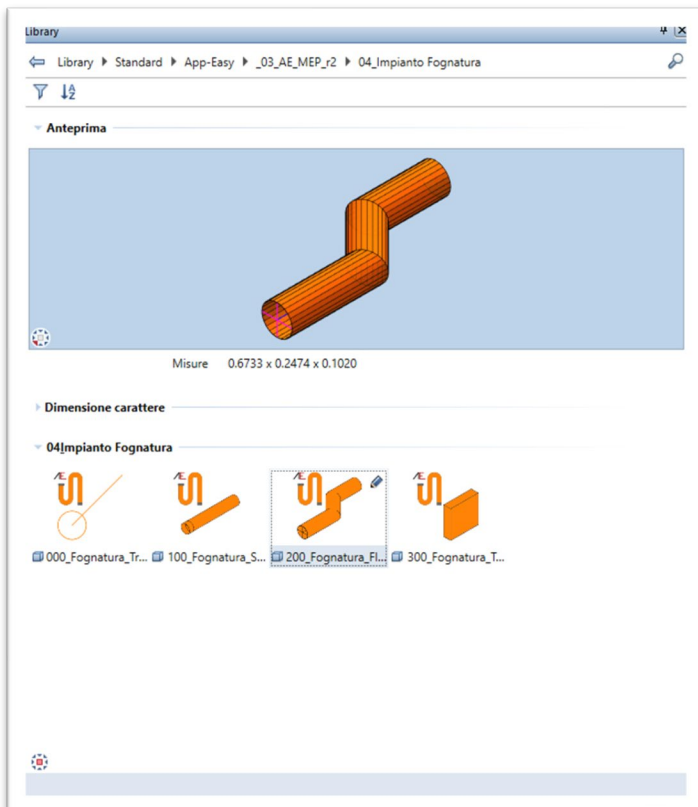 Library
Library ▸ Standard ▸ App-Easy ▸ _03_AE_MEP_r2 ▸ 04_Impianto Fognatura
Anteprima
Misure 0.6733 x 0.2474 x 0.1020
Dimensione carattere
04Impianto Fognatura
000_Fognatura_Tr... 100_Fognatura_S... 200_Fognatura_Fl... 300_Fognatura_T...